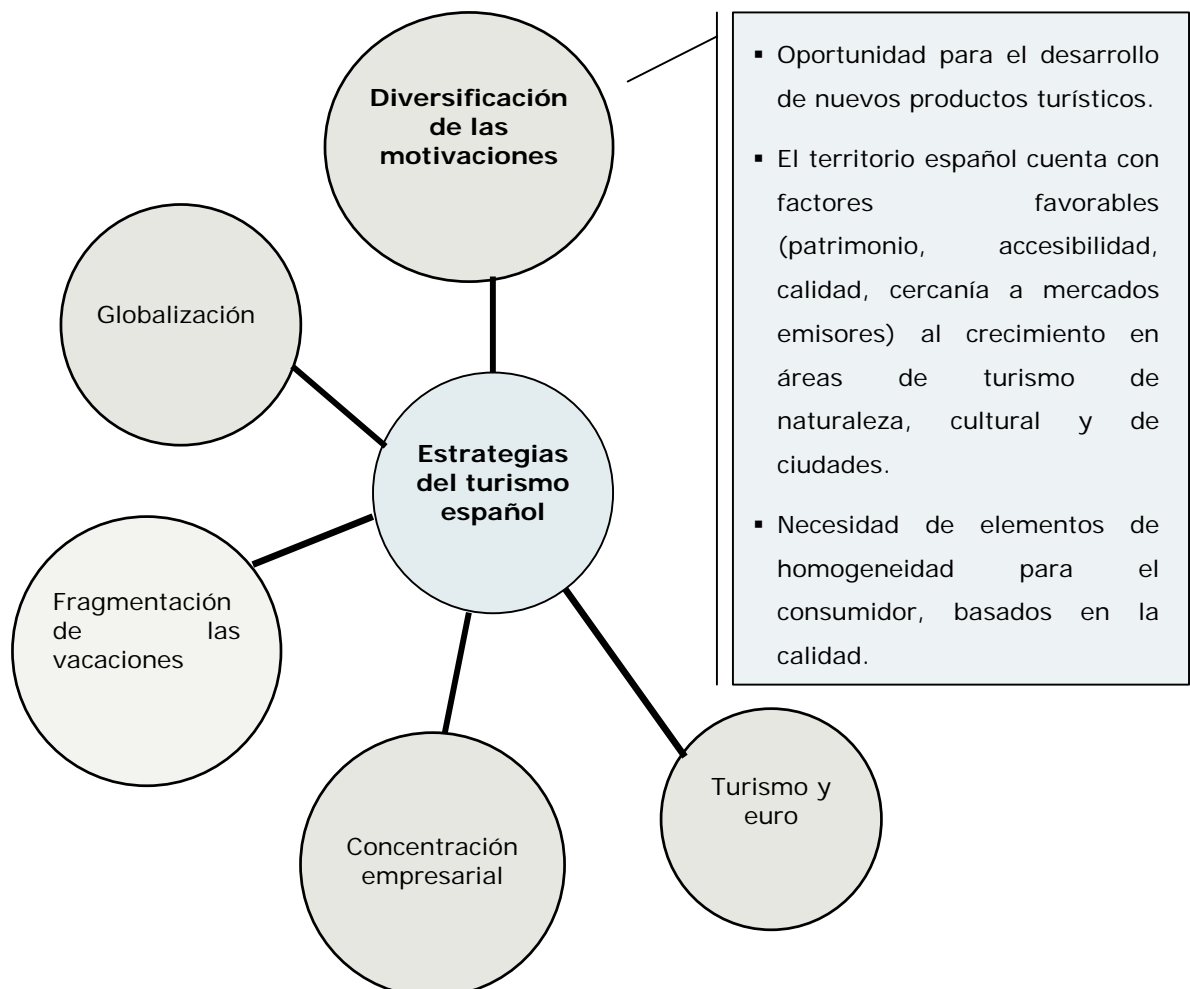 Diversificación
de las
motivaciones
Globalización
Estrategias
del turismo
español
Fragmentación
de las
vacaciones
Concentración
empresarial
Turismo y
euro
▪ Oportunidad para el desarrollo
de nuevos productos turísticos.
▪ El territorio español cuenta con
factores favorables
(patrimonio, accesibilidad,
calidad, cercanía a mercados
emisores) al crecimiento en
áreas de turismo de
naturaleza, cultural y de
ciudades.
▪ Necesidad de elementos de
homogeneidad para el
consumidor, basados en la
calidad.